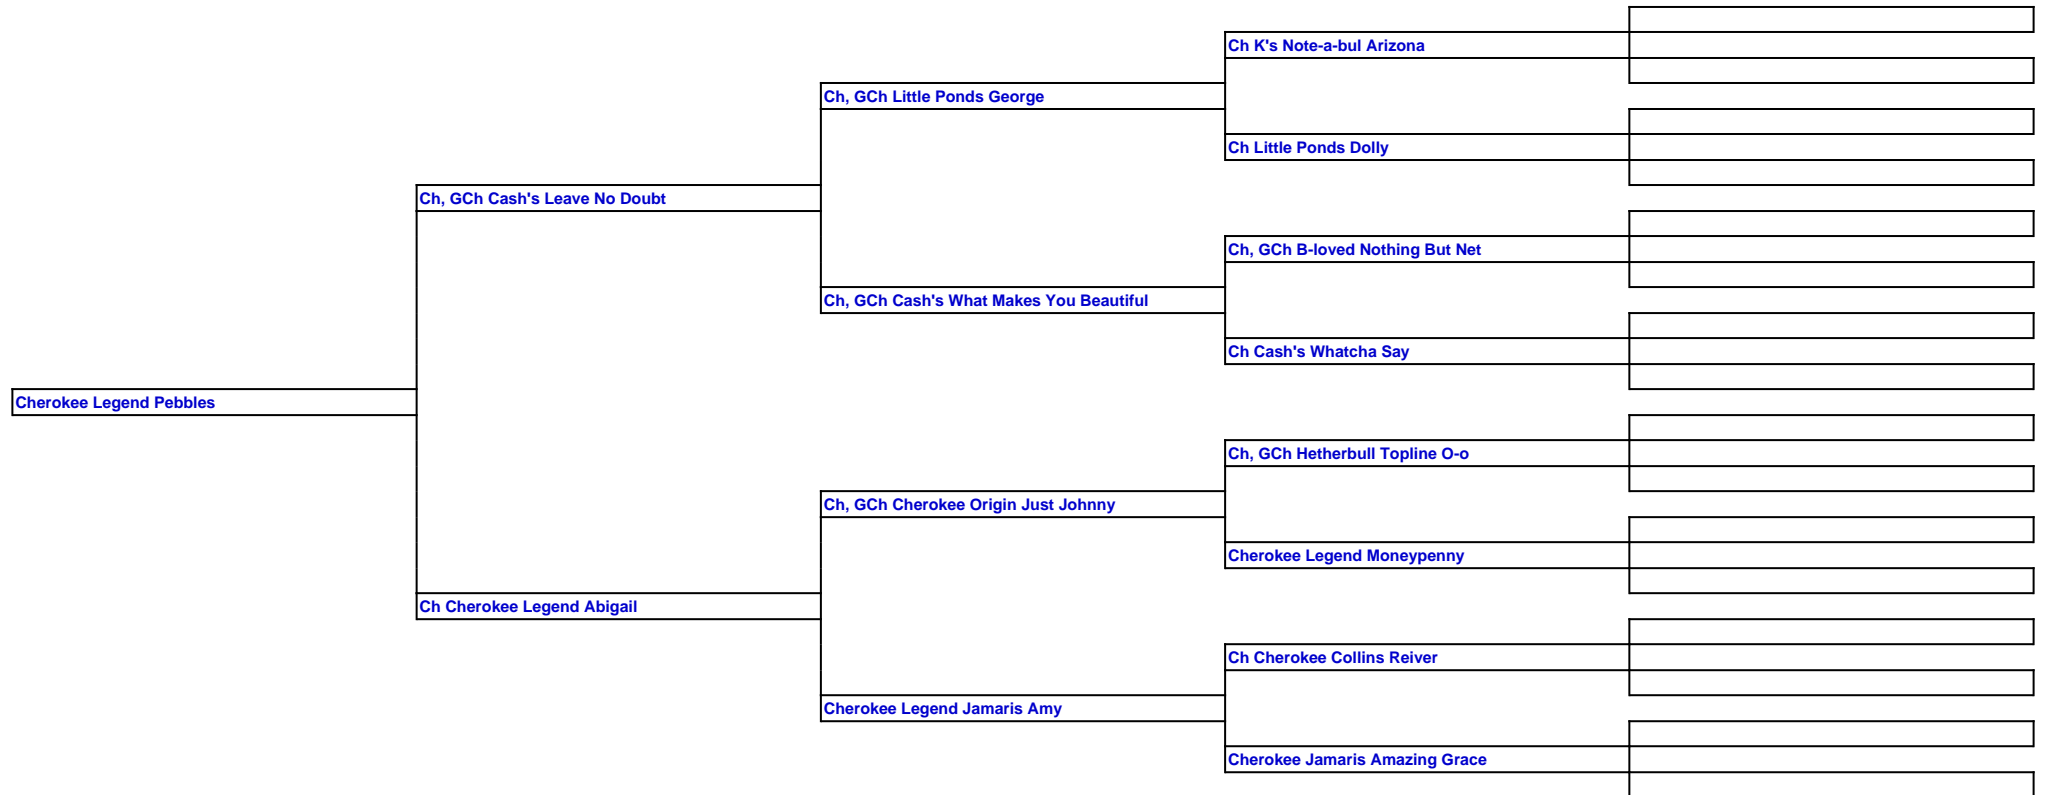 Ch K's Note-a-bul Arizona
Ch, GCh Little Ponds George
Ch Little Ponds Dolly
Ch, GCh Cash's Leave No Doubt
Ch, GCh B-loved Nothing But Net
Ch, GCh Cash's What Makes You Beautiful
Ch Cash's Whatcha Say
Cherokee Legend Pebbles
Ch, GCh Hetherbull Topline O-o
Ch, GCh Cherokee Origin Just Johnny
Cherokee Legend Moneypenny
Ch Cherokee Legend Abigail
Ch Cherokee Collins Reiver
Cherokee Legend Jamaris Amy
Cherokee Jamaris Amazing Grace